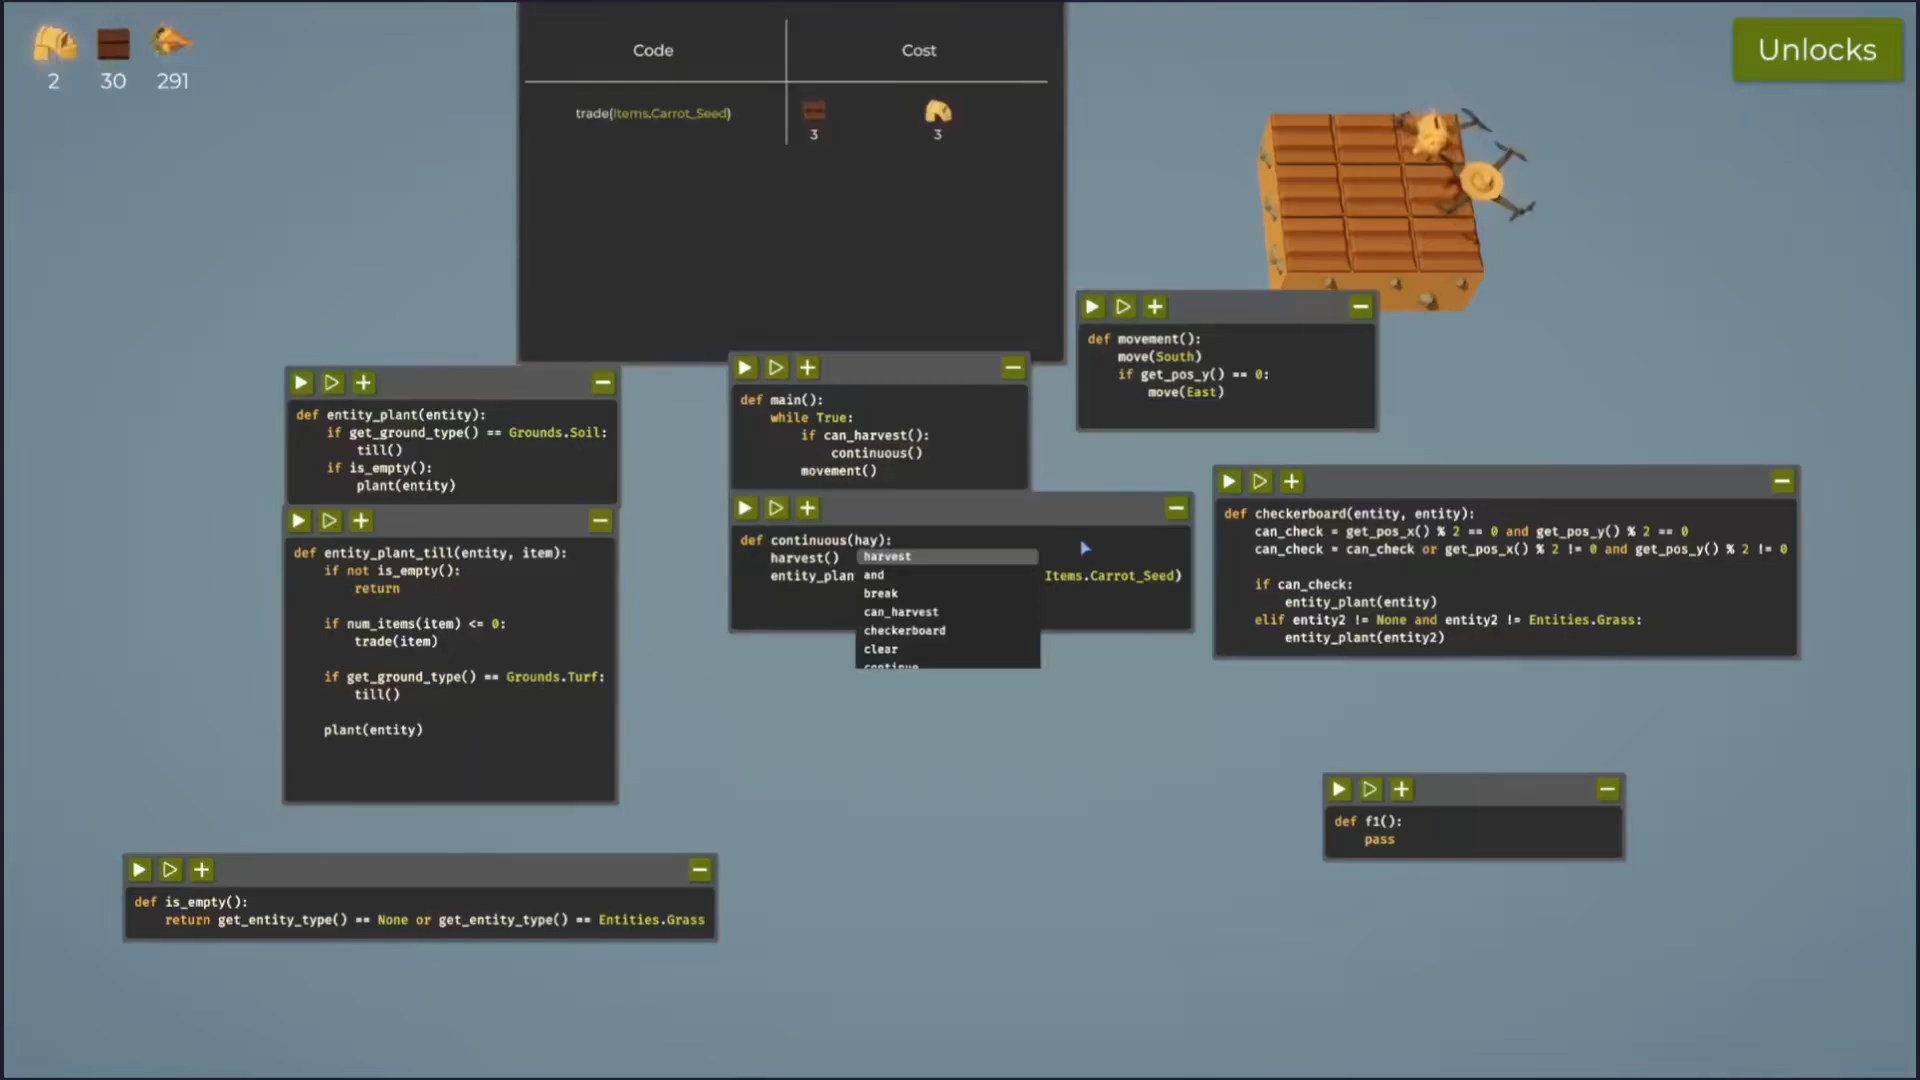 2 30 291
Code Cost
trade(Items.Carrot_Seed) 3 3
Unlocks
def movement():
move(South)
if get_pos_y() == 0:
move(East)
def entity_plant(entity):
if get_ground_type() == Grounds.Soil:
till()
if is_empty():
plant(entity)
def main():
while True:
if can_harvest():
continuous()
movement()
def checkerboard(entity, entity):
can_check = get_pos_x() % 2 == 0 and get_pos_y() % 2 == 0
can_check = can_check or get_pos_x() % 2 != 0 and get_pos_y() % 2 != 0
if can_check:
entity_plant(entity)
elif entity2 != None and entity2 != Entities.Grass:
entity_plant(entity2)
def entity_plant_till(entity, item):
if not is_empty():
return
if num_items(item) <= 0:
trade(item)
if get_ground_type() == Grounds.Turf:
till()
plant(entity)
def continuous(hay):
harvest()
entity_plan Items.Carrot_Seed)
harvest
and
break
can_harvest
checkerboard
clear
continue
def f1():
pass
def is_empty():
return get_entity_type() == None or get_entity_type() == Entities.Grass